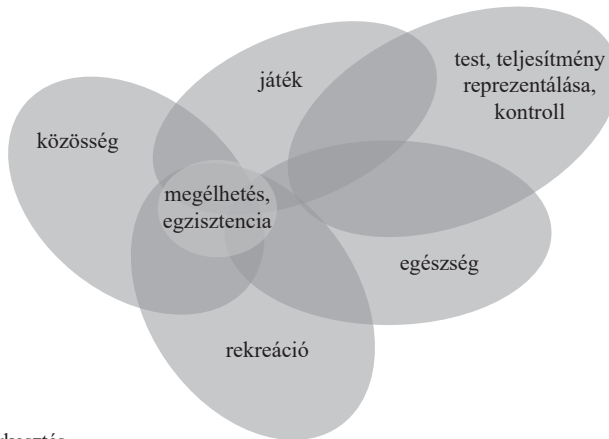 játék
test, teljesítmény
reprezentálása,
kontroll
közösség
megélhetés,
egzisztencia
egészség
rekreáció